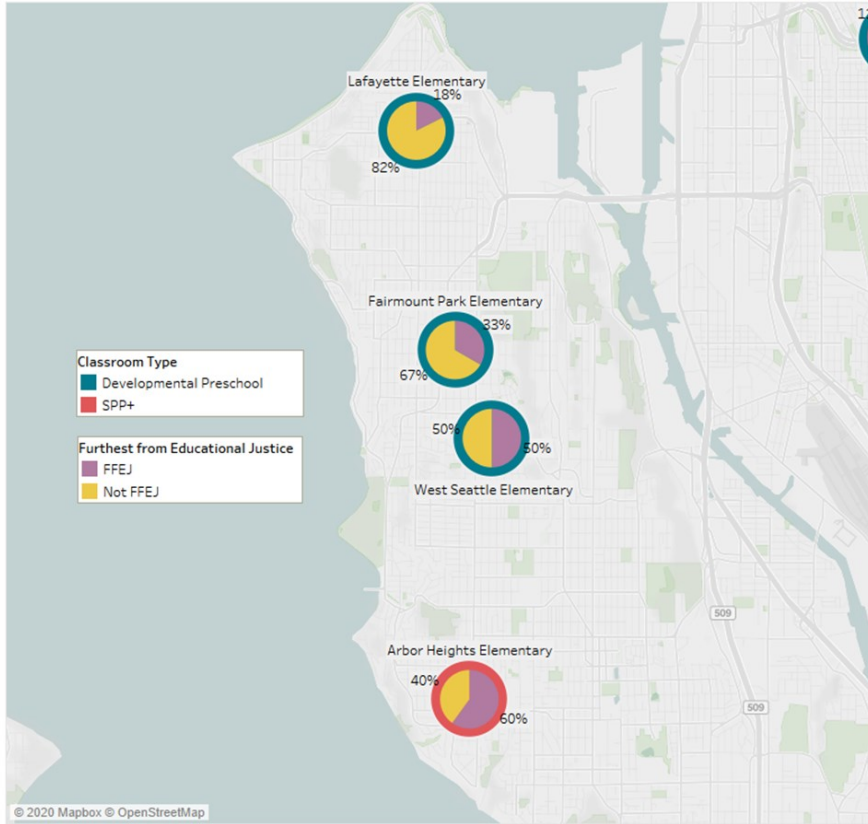 Lafayette Elementary
18%
82%
Fairmount Park Elementary
33%
67%
Classroom Type
Developmental Preschool
SPP+
50%
50%
Furthest from Educational Justice
FFEJ
Not FFEJ
West Seattle Elementary
509
Arbor Heights Elementary
40%
60%
509
© 2020 Mapbox © OpenStreetMap